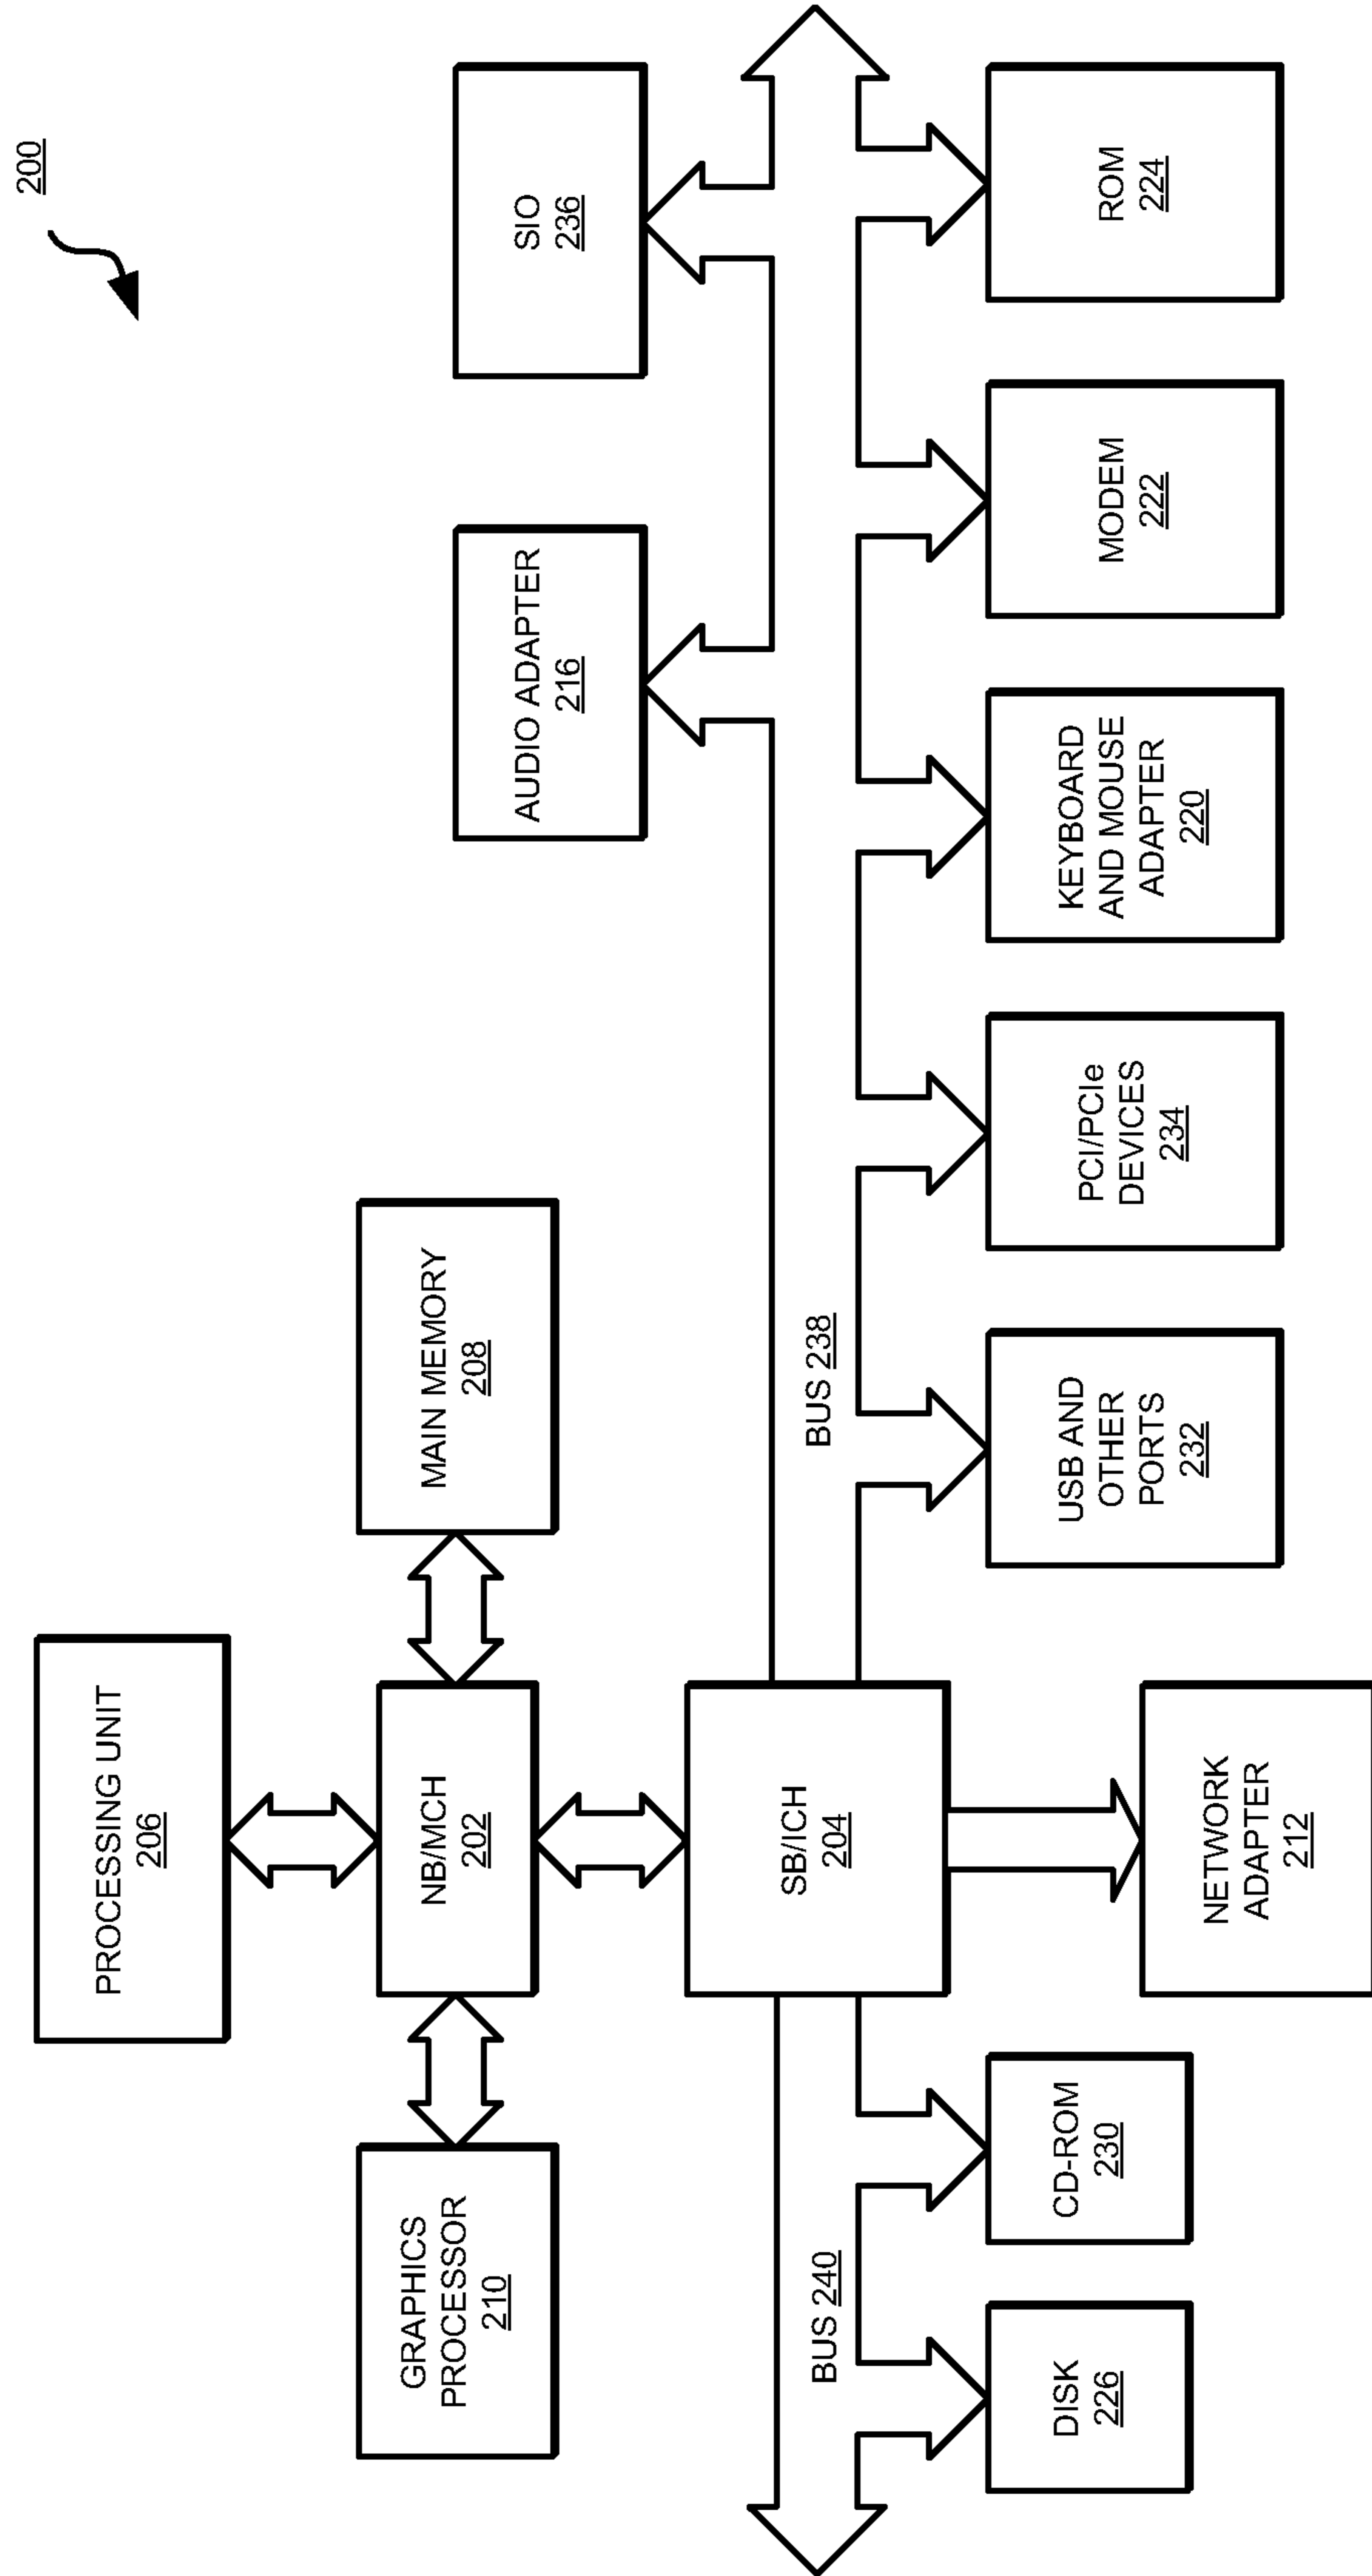 200
PROCESSING UNIT
206
GRAPHICS
PROCESSOR
210
NB/MCH
202
MAIN MEMORY
208
AUDIO ADAPTER
216
SIO
236
SB/ICH
204
BUS 240
BUS 238
DISK
226
CD-ROM
230
USB AND
OTHER
PORTS
232
PCI/PCIe
DEVICES
234
KEYBOARD
AND MOUSE
ADAPTER
220
MODEM
222
ROM
224
NETWORK
ADAPTER
212